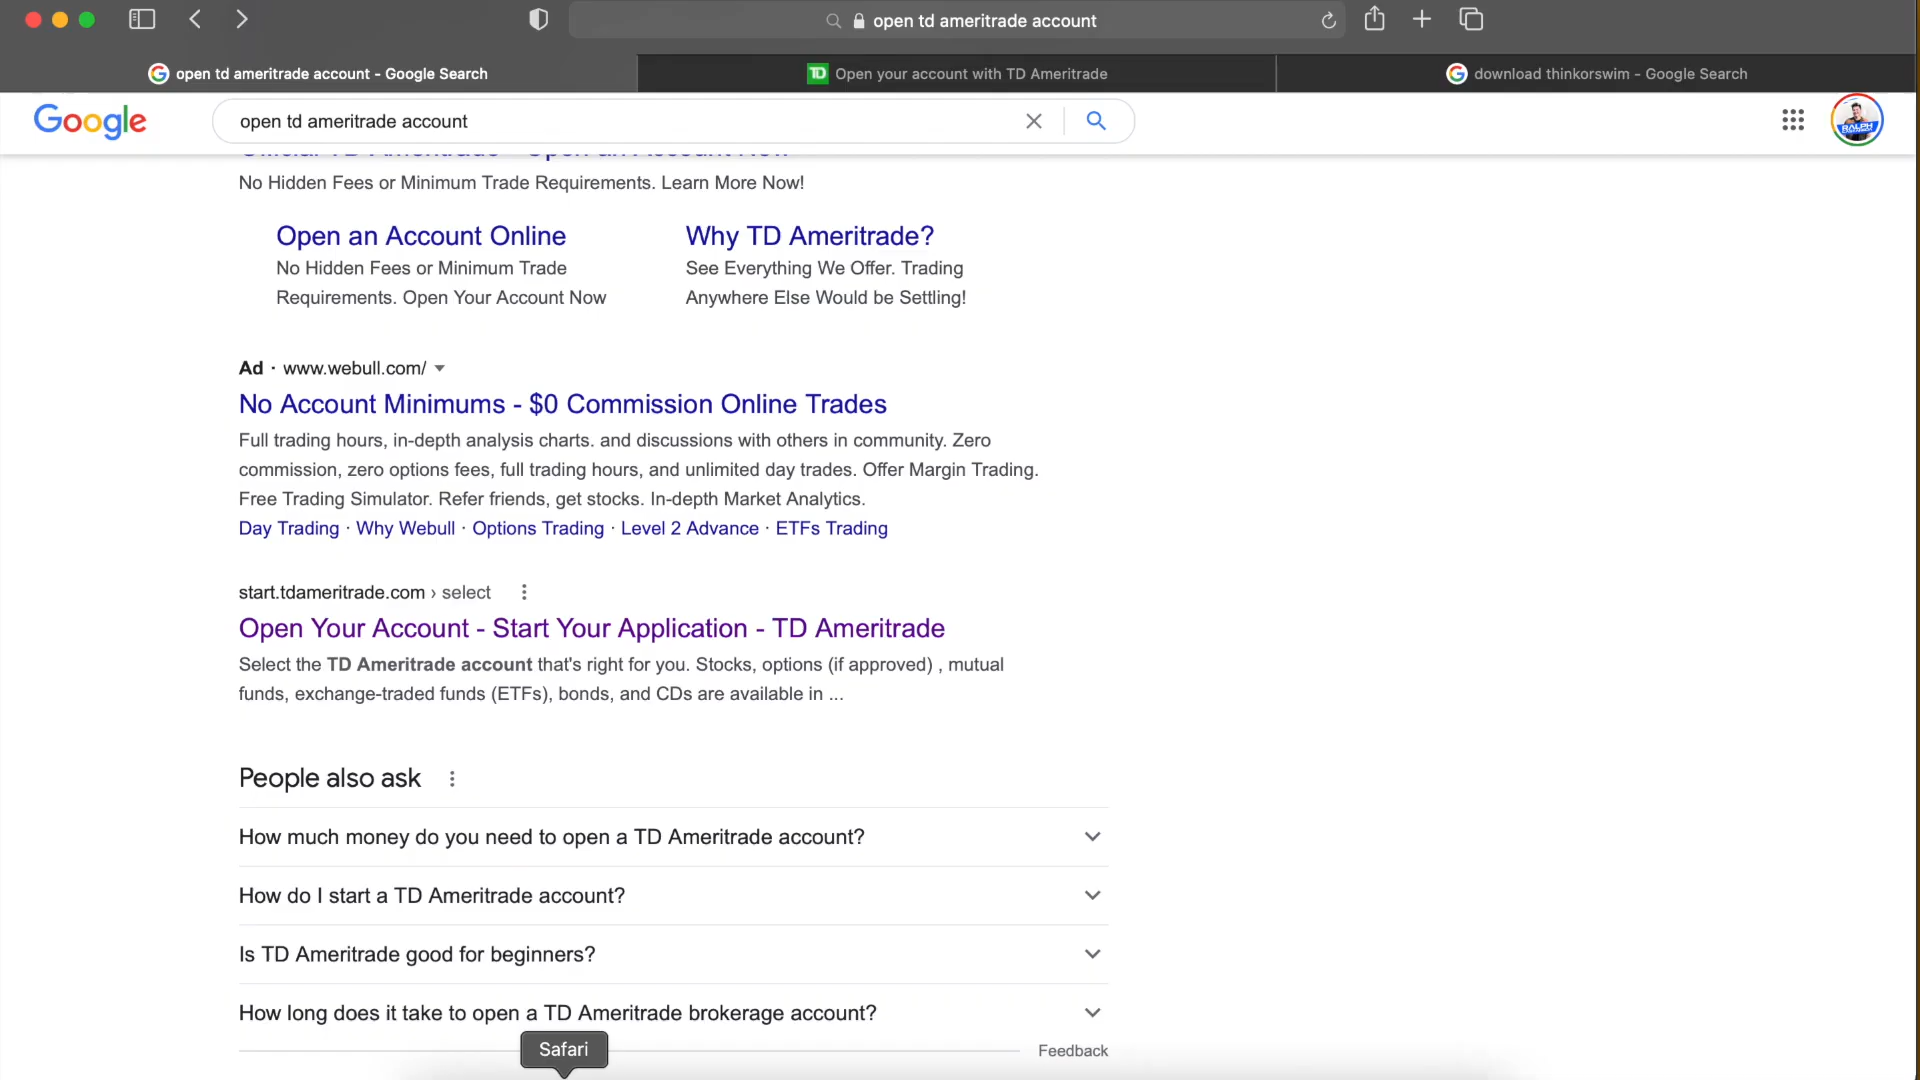 open td ameritrade account
open td ameritrade account - Google Search
TD Open your account with TD Ameritrade
download thinkorswim - Google Search
Google
open td ameritrade account
RALPH
Official TD Ameritrade - Open an Account Now
No Hidden Fees or Minimum Trade Requirements. Learn More Now!
Open an Account Online
No Hidden Fees or Minimum Trade
Requirements. Open Your Account Now
Why TD Ameritrade?
See Everything We Offer. Trading
Anywhere Else Would be Settling!
Ad · www.webull.com/
No Account Minimums - $0 Commission Online Trades
Full trading hours, in-depth analysis charts. and discussions with others in community. Zero
commission, zero options fees, full trading hours, and unlimited day trades. Offer Margin Trading.
Free Trading Simulator. Refer friends, get stocks. In-depth Market Analytics.
Day Trading · Why Webull · Options Trading · Level 2 Advance · ETFs Trading
start.tdameritrade.com › select
Open Your Account - Start Your Application - TD Ameritrade
Select the TD Ameritrade account that's right for you. Stocks, options (if approved) , mutual
funds, exchange-traded funds (ETFs), bonds, and CDs are available in ...
People also ask
How much money do you need to open a TD Ameritrade account?
How do I start a TD Ameritrade account?
Is TD Ameritrade good for beginners?
How long does it take to open a TD Ameritrade brokerage account?
Safari
Feedback